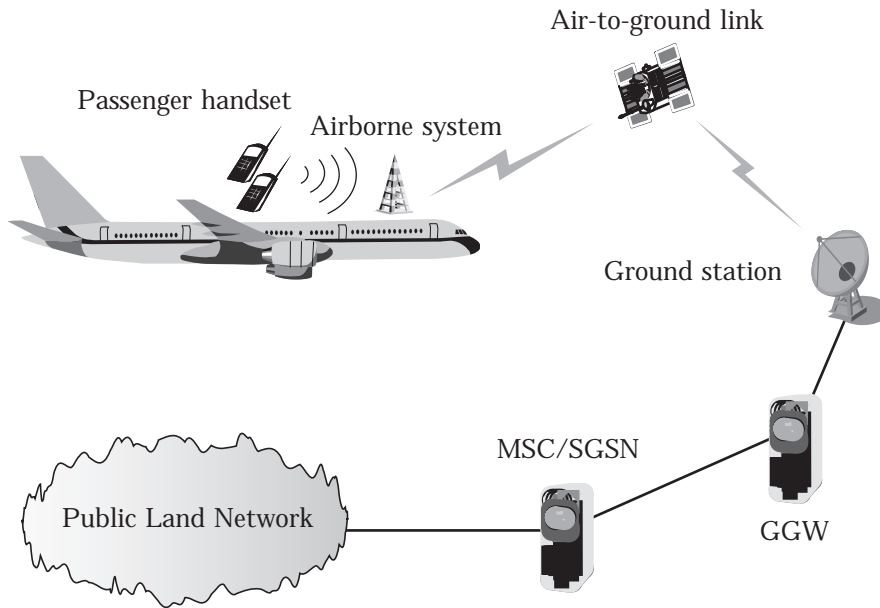 Air-to-ground link
Passenger handset
Airborne system
Ground station
MSC/SGSN
Public Land Network
GGW